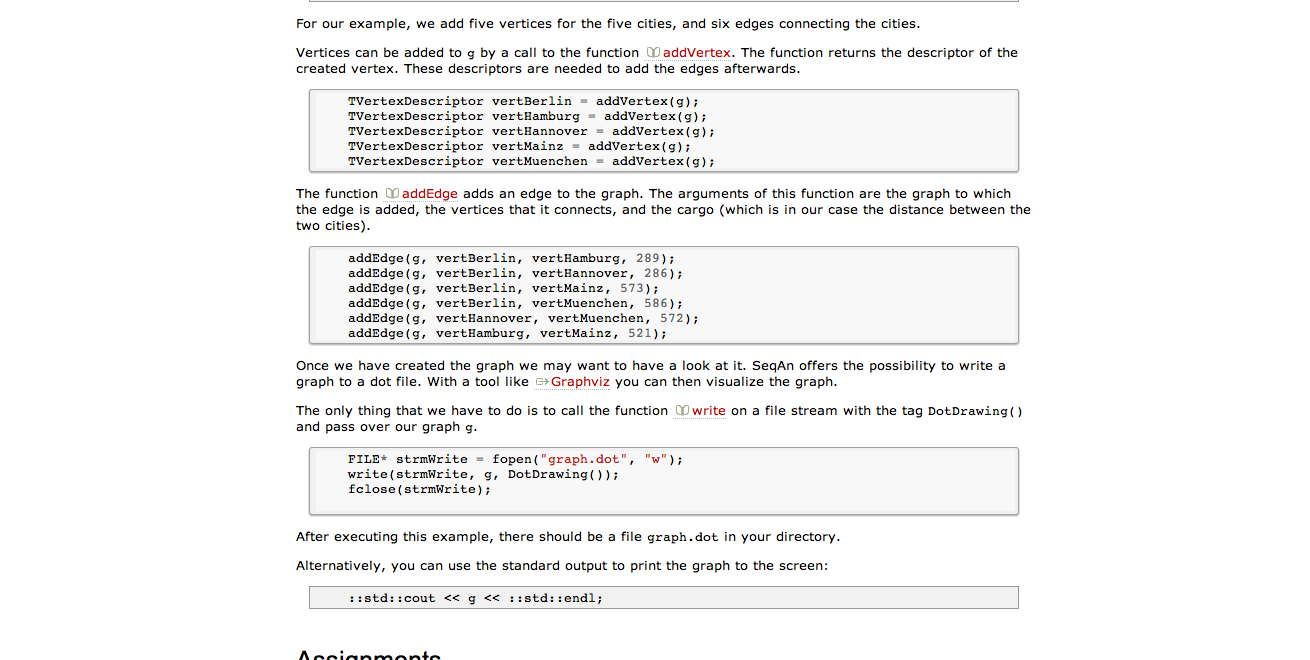 For our example, we add five vertices for the five cities, and six edges connecting the cities.
Vertices can be added to g by a call to the function addVertex. The function returns the descriptor of the
created vertex. These descriptors are needed to add the edges afterwards.
TVertexDescriptor vertBerlin = addVertex(g);
TVertexDescriptor vertHamburg = addVertex(g);
TVertexDescriptor vertHannover = addVertex(g);
TVertexDescriptor vertMainz = addVertex(g);
TVertexDescriptor vertMuenchen = addVertex(g);
The function addEdge adds an edge to the graph. The arguments of this function are the graph to which
the edge is added, the vertices that it connects, and the cargo (which is in our case the distance between the
two cities).
addEdge(g, vertBerlin, vertHamburg, 289);
addEdge(g, vertBerlin, vertHannover, 286);
addEdge(g, vertBerlin, vertMainz, 573);
addEdge(g, vertBerlin, vertMuenchen, 586);
addEdge(g, vertHannover, vertMuenchen, 572);
addEdge(g, vertHamburg, vertMainz, 521);
Once we have created the graph we may want to have a look at it. SeqAn offers the possibility to write a
graph to a dot file. With a tool like Graphviz you can then visualize the graph.
The only thing that we have to do is to call the function write on a file stream with the tag DotDrawing()
and pass over our graph g.
FILE* strmWrite = fopen("graph.dot", "w");
write(strmWrite, g, DotDrawing());
fclose(strmWrite);
After executing this example, there should be a file graph.dot in your directory.
Alternatively, you can use the standard output to print the graph to the screen:
::std::cout << g << ::std::endl;
Assignments